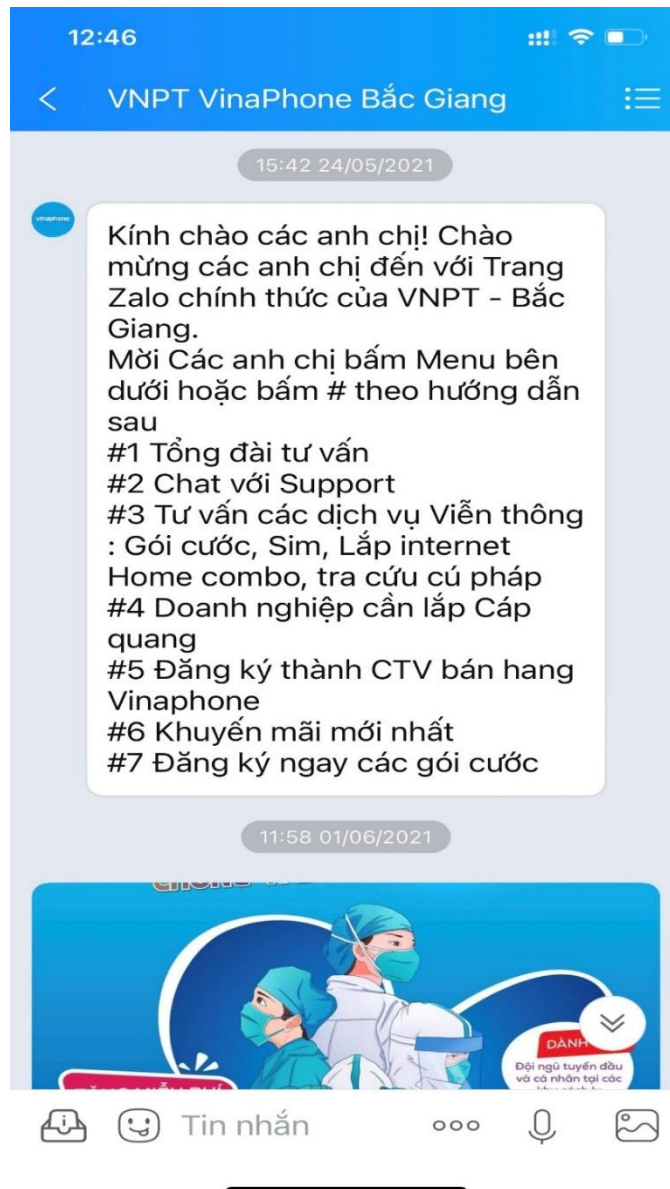 12:46
VNPT VinaPhone Bắc Giang
15:42 24/05/2021
vinaphone
Kính chào các anh chị! Chào
mừng các anh chị đến với Trang
Zalo chính thức của VNPT - Bắc
Giang.
Mời Các anh chị bấm Menu bên
dưới hoặc bấm # theo hướng dẫn
sau
#1 Tổng đài tư vấn
#2 Chat với Support
#3 Tư vấn các dịch vụ Viễn thông
: Gói cước, Sim, Lắp internet
Home combo, tra cứu cú pháp
#4 Doanh nghiệp cần lắp Cáp
quang
#5 Đăng ký thành CTV bán hang
Vinaphone
#6 Khuyến mãi mới nhất
#7 Đăng ký ngay các gói cước
11:58 01/06/2021
DÀNH
Đội ngũ tuyến đầu
và cá nhân tại các
Tin nhắn